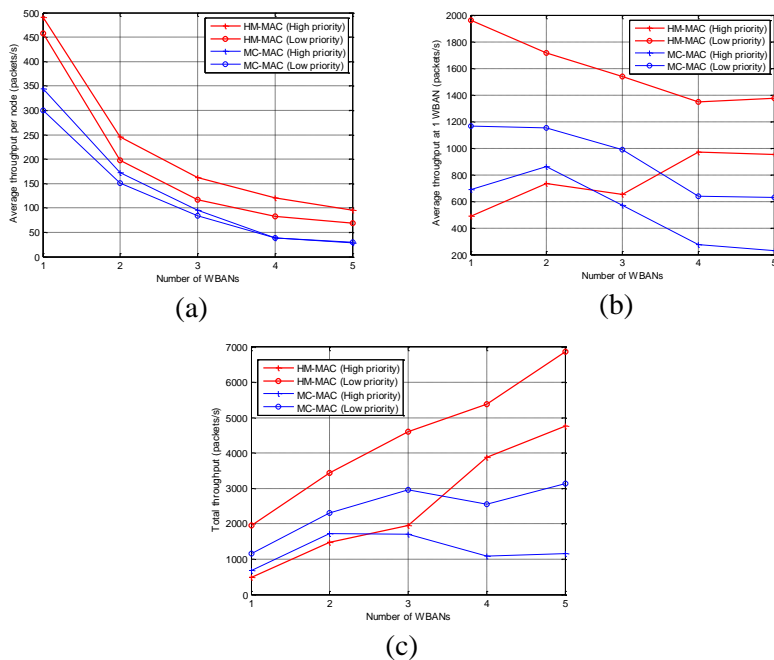 500
450
400
350
300
250
200
150
100
50
0
Average throughput per node (packets/s)
HM-MAC (High priority)
HM-MAC (Low priority)
MC-MAC (High priority)
MC-MAC (Low priority)
1 2 3 4 5
Number of WBANs
(a)
2000
1800
1600
1400
1200
1000
800
600
400
200
Average throughput at 1 WBAN (packets/s)
HM-MAC (High priority)
HM-MAC (Low priority)
MC-MAC (High priority)
MC-MAC (Low priority)
1 2 3 4 5
Number of WBANs
(b)
7000
6000
5000
4000
3000
2000
1000
0
Total throughput (packets/s)
HM-MAC (High priority)
HM-MAC (Low priority)
MC-MAC (High priority)
MC-MAC (Low priority)
1 2 3 4 5
Number of WBANs
(c)